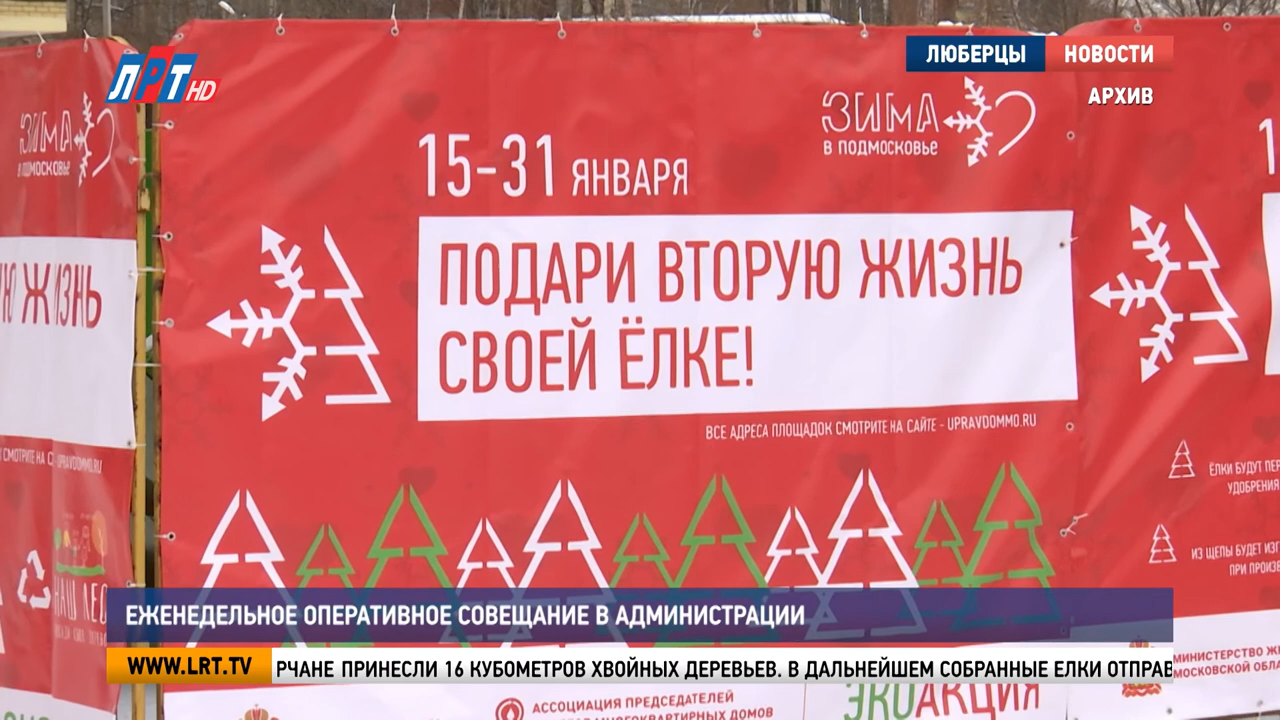 ЛРТ HD
ЛЮБЕРЦЫ НОВОСТИ
АРХИВ
ЗИМА
В ПОДМОСКОВЬЕ
ЗИМА
В ПОДМОСКОВЬЕ
15-31 ЯНВАРЯ
ПОДАРИ ВТОРУЮ ЖИЗНЬ
СВОЕЙ ЁЛКЕ!
ВСЕ АДРЕСА ПЛОЩАДОК СМОТРИТЕ НА САЙТЕ - UPRAVDOMMO.RU
ЖИЗНЬ
СМОТРИТЕ НА С UPRAVDOMMO.RU
НАШ ЛЕС
ЁЛКИ БУДУТ ПЕР
УДОБРЕНИЯ
ИЗ ЩЕПЫ БУДЕТ ИЗГ
ПРИ ПРОИЗВ
ЕЖЕНЕДЕЛЬНОЕ ОПЕРАТИВНОЕ СОВЕЩАНИЕ В АДМИНИСТРАЦИИ
WWW.LRT.TV РЧАНЕ ПРИНЕСЛИ 16 КУБОМЕТРОВ ХВОЙНЫХ ДЕРЕВЬЕВ. В ДАЛЬНЕЙШЕМ СОБРАННЫЕ ЕЛКИ ОТПРАВ
МИНИСТЕРСТВО Ж
МОСКОВСКОЙ ОБЛА
АССОЦИАЦИЯ ПРЕДСЕДАТЕЛЕЙ
МНОГОКВАРТИРНЫХ ДОМОВ
ЭКОАКЦИЯ